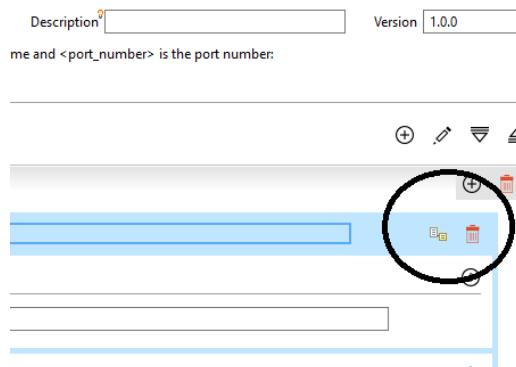 Description Version 1.0.0
me and <port_number> is the port number: